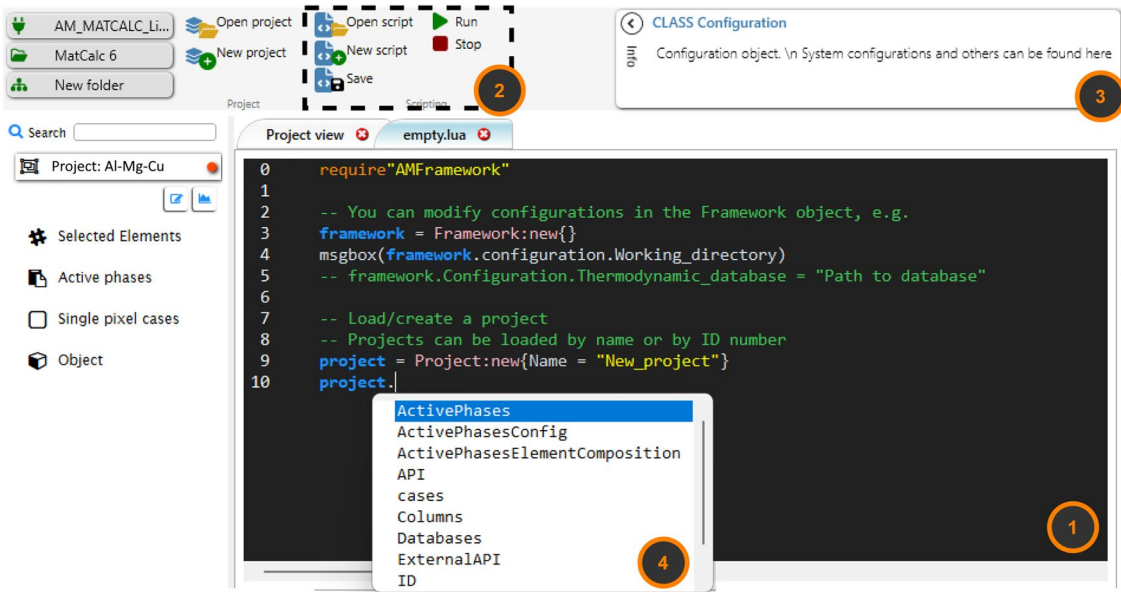 AM_MATCALC_Li...
MatCalc 6
New folder
Open project
New project
Project
Open script
New script
Save
Run
Stop
Scripting
2
CLASS Configuration
Info
Configuration object. \n System configurations and others can be found here
3
Search
Project: Al-Mg-Cu
Selected Elements
Active phases
Single pixel cases
Object
Project view
empty.lua
0 require"AMFramework"
1
2 -- You can modify configurations in the Framework object, e.g.
3 framework = Framework:new{}
4 msgbox(framework.configuration.Working_directory)
5 -- framework.Configuration.Thermodynamic_database = "Path to database"
6
7 -- Load/create a project
8 -- Projects can be loaded by name or by ID number
9 project = Project:new{Name = "New_project"}
10 project.
ActivePhases
ActivePhasesConfig
ActivePhasesElementComposition
API
cases
Columns
Databases
ExternalAPI
ID
4
1